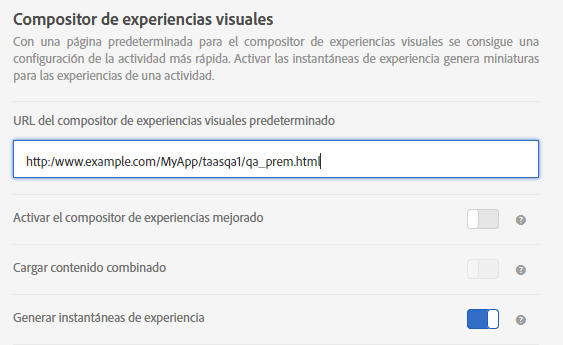 Compositor de experiencias visuales
Con una página predeterminada para el compositor de experiencias visuales se consigue una
configuración de la actividad más rápida. Activar las instantáneas de experiencia genera miniaturas
para las experiencias de una actividad.
URL del compositor de experiencias visuales predeterminado
http:/www.example.com/MyApp/taasqa1/qa_prem.html
Activar el compositor de experiencias mejorado
?
Cargar contenido combinado
?
Generar instantáneas de experiencia
?